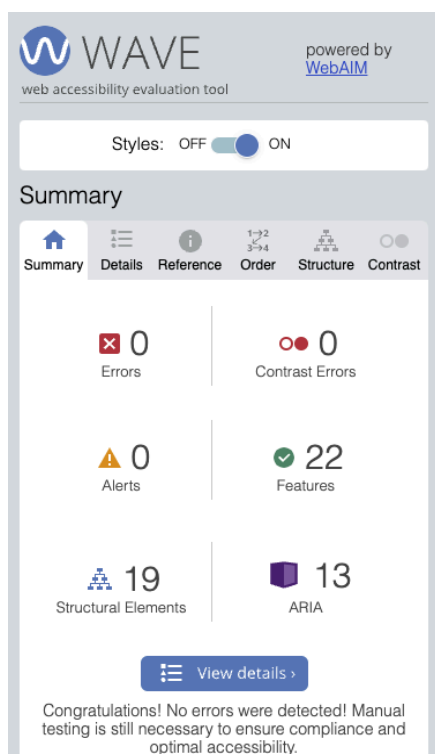 WAVE
powered by
WebAIM
web accessibility evaluation tool
Styles: OFF ON
Summary
1→2
3→4
Summary Details Reference Order Structure Contrast
0 0
Errors Contrast Errors
0 22
Alerts Features
19 13
Structural Elements ARIA
View details ›
Congratulations! No errors were detected! Manual
testing is still necessary to ensure compliance and
optimal accessibility.